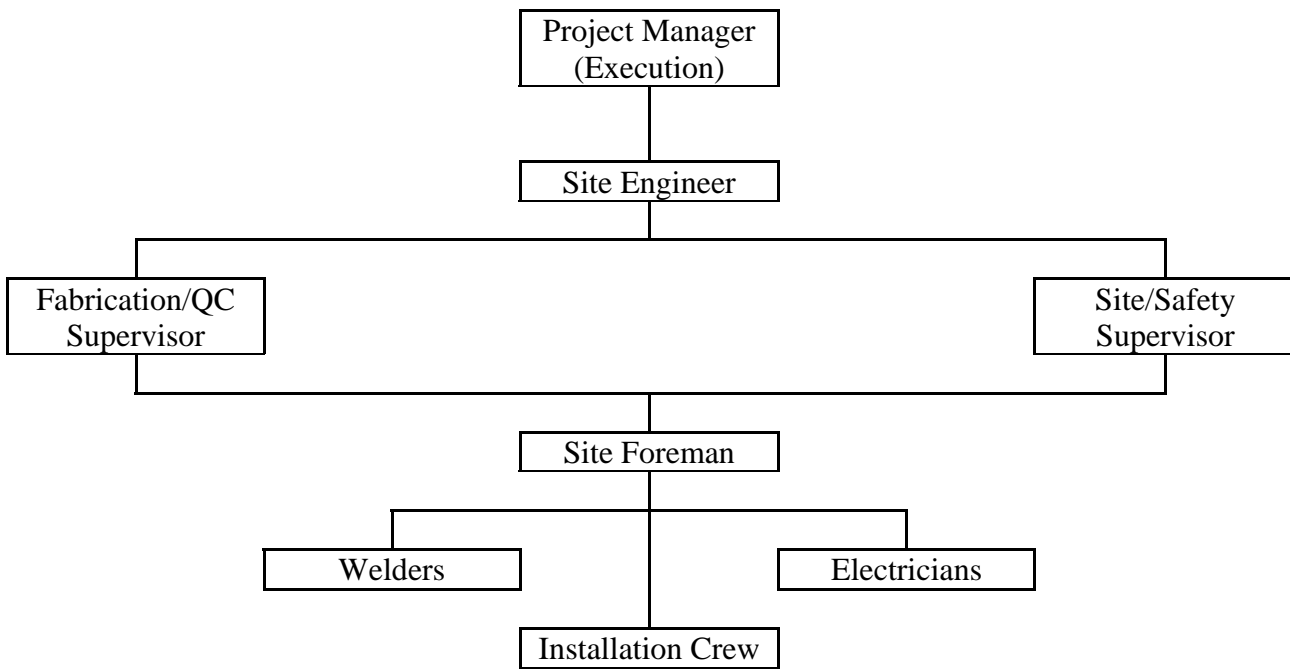 Project Manager
(Execution)
Site Engineer
Fabrication/QC
Supervisor
Site/Safety
Supervisor
Site Foreman
Welders
Electricians
Installation Crew